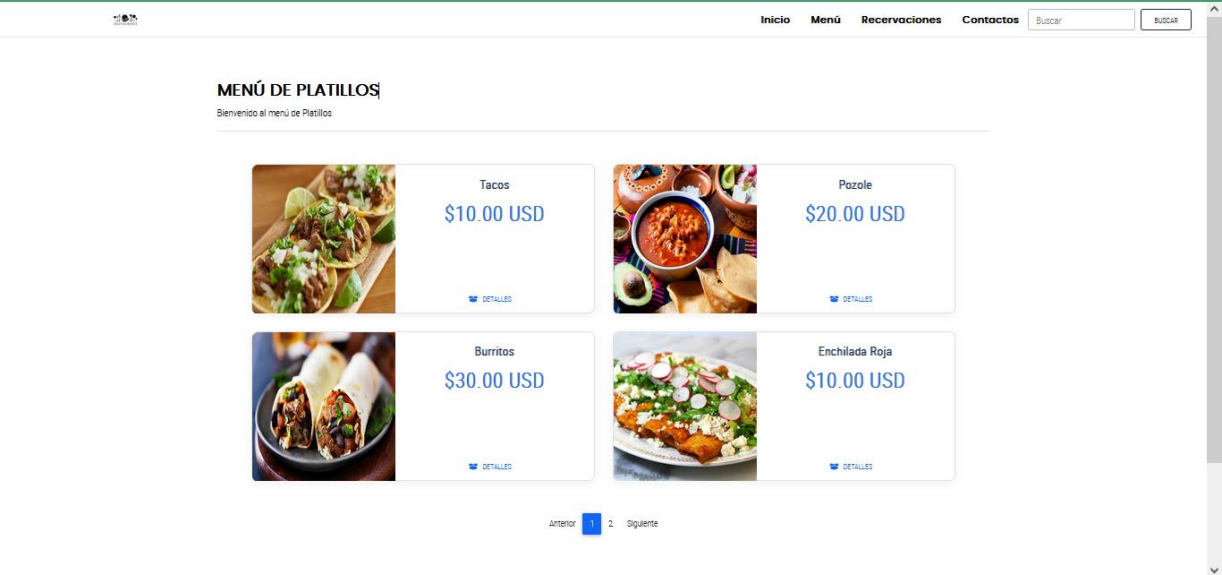 Inicio Menú Recervaciones Contactos Buscar BUSCAR
MENÚ DE PLATILLOS
Bienvenido al menú de Platillos
Tacos
$10.00 USD
DETALLES
Pozole
$20.00 USD
DETALLES
Burritos
$30.00 USD
DETALLES
Enchilada Roja
$10.00 USD
DETALLES
Anterior 1 2 Siguiente